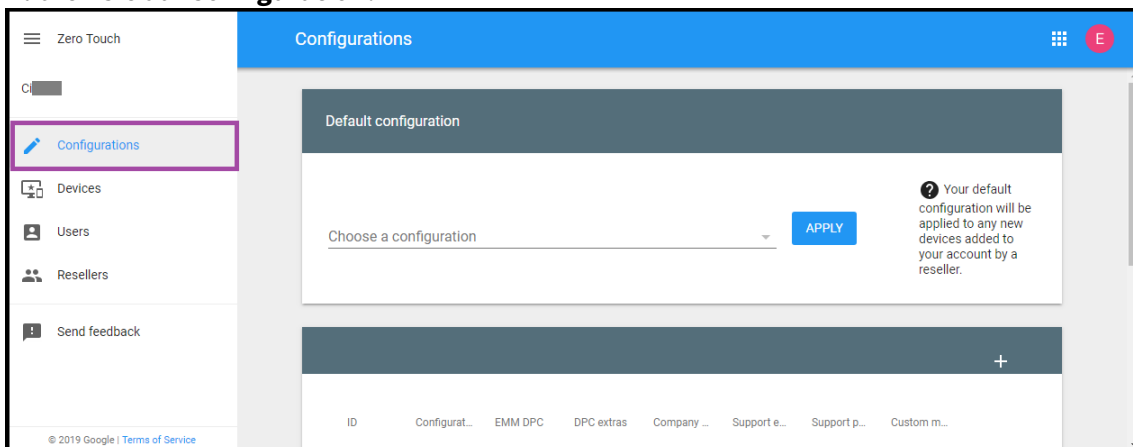 Zero Touch
Configurations
E
Ci
Configurations
Devices
Users
Resellers
Send feedback
© 2019 Google | Terms of Service
Default configuration
Choose a configuration
APPLY
? Your default
configuration will be
applied to any new
devices added to
your account by a
reseller.
+
ID Configurat... EMM DPC DPC extras Company ... Support e... Support p... Custom m...